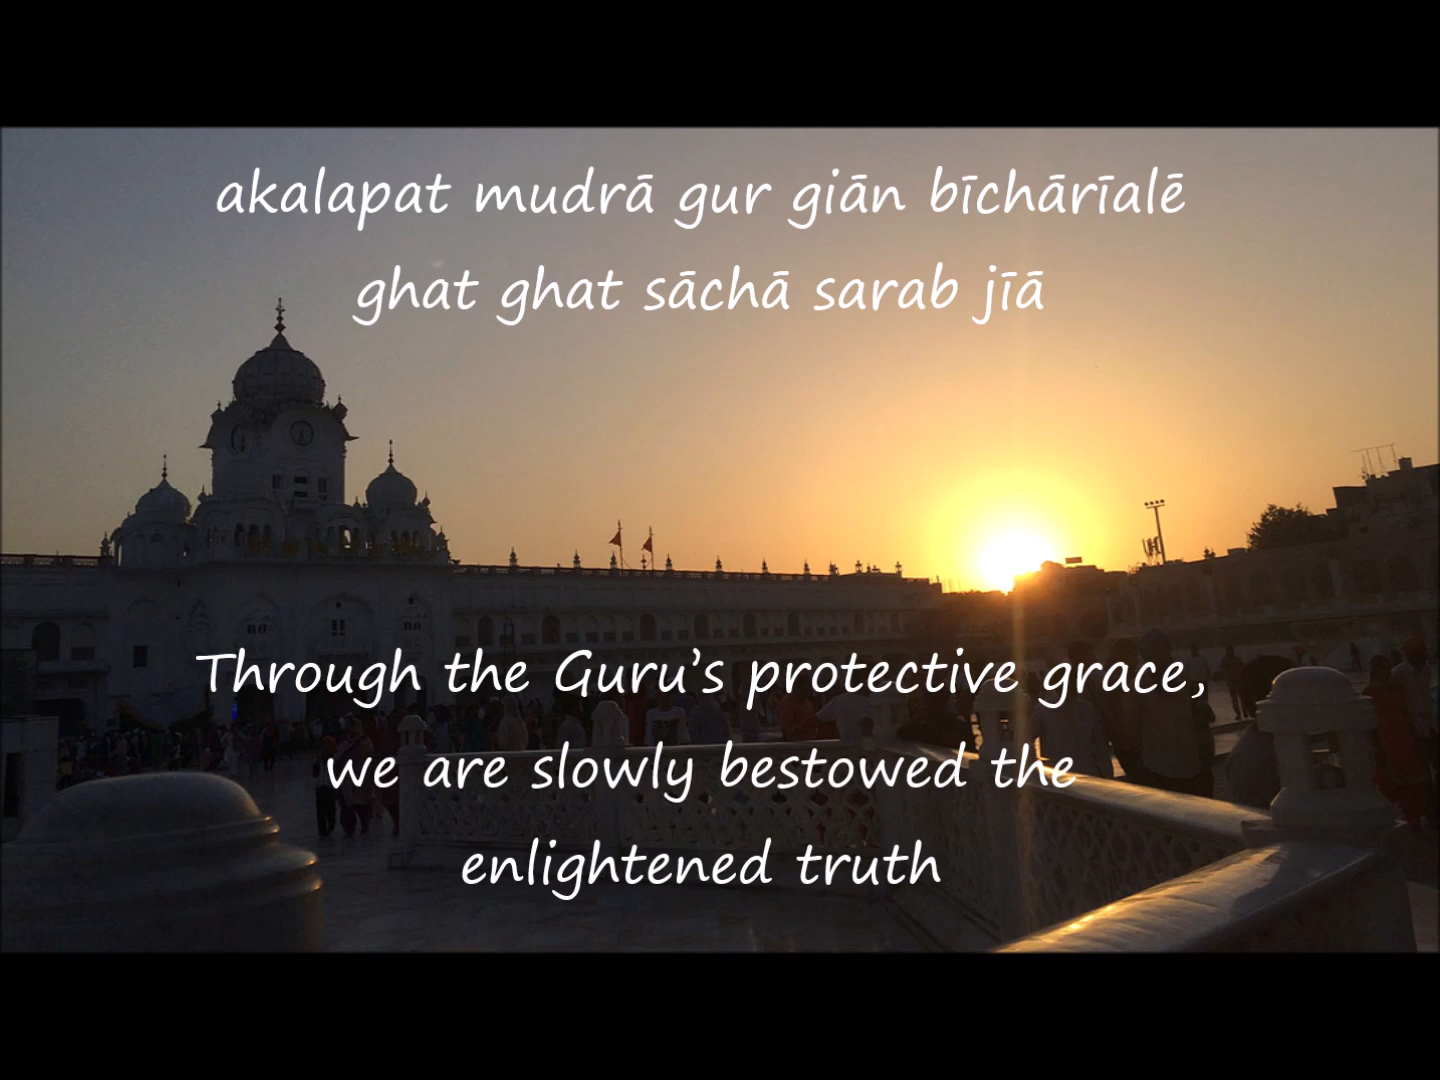 akalapat mudrā gur giān bīchārīalē
ghat ghat sāchā sarab jīā
Through the Guru’s protective grace,
we are slowly bestowed the
enlightened truth